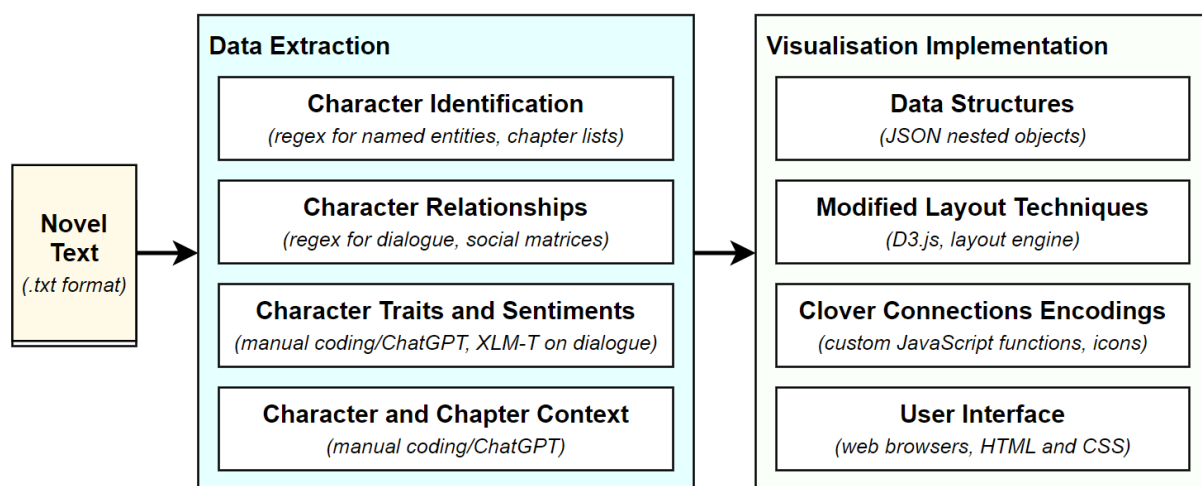 Novel
Text
(.txt format)
Data Extraction
Character Identification
(regex for named entities, chapter lists)
Character Relationships
(regex for dialogue, social matrices)
Character Traits and Sentiments
(manual coding/ChatGPT, XLM-T on dialogue)
Character and Chapter Context
(manual coding/ChatGPT)
Visualisation Implementation
Data Structures
(JSON nested objects)
Modified Layout Techniques
(D3.js, layout engine)
Clover Connections Encodings
(custom JavaScript functions, icons)
User Interface
(web browsers, HTML and CSS)